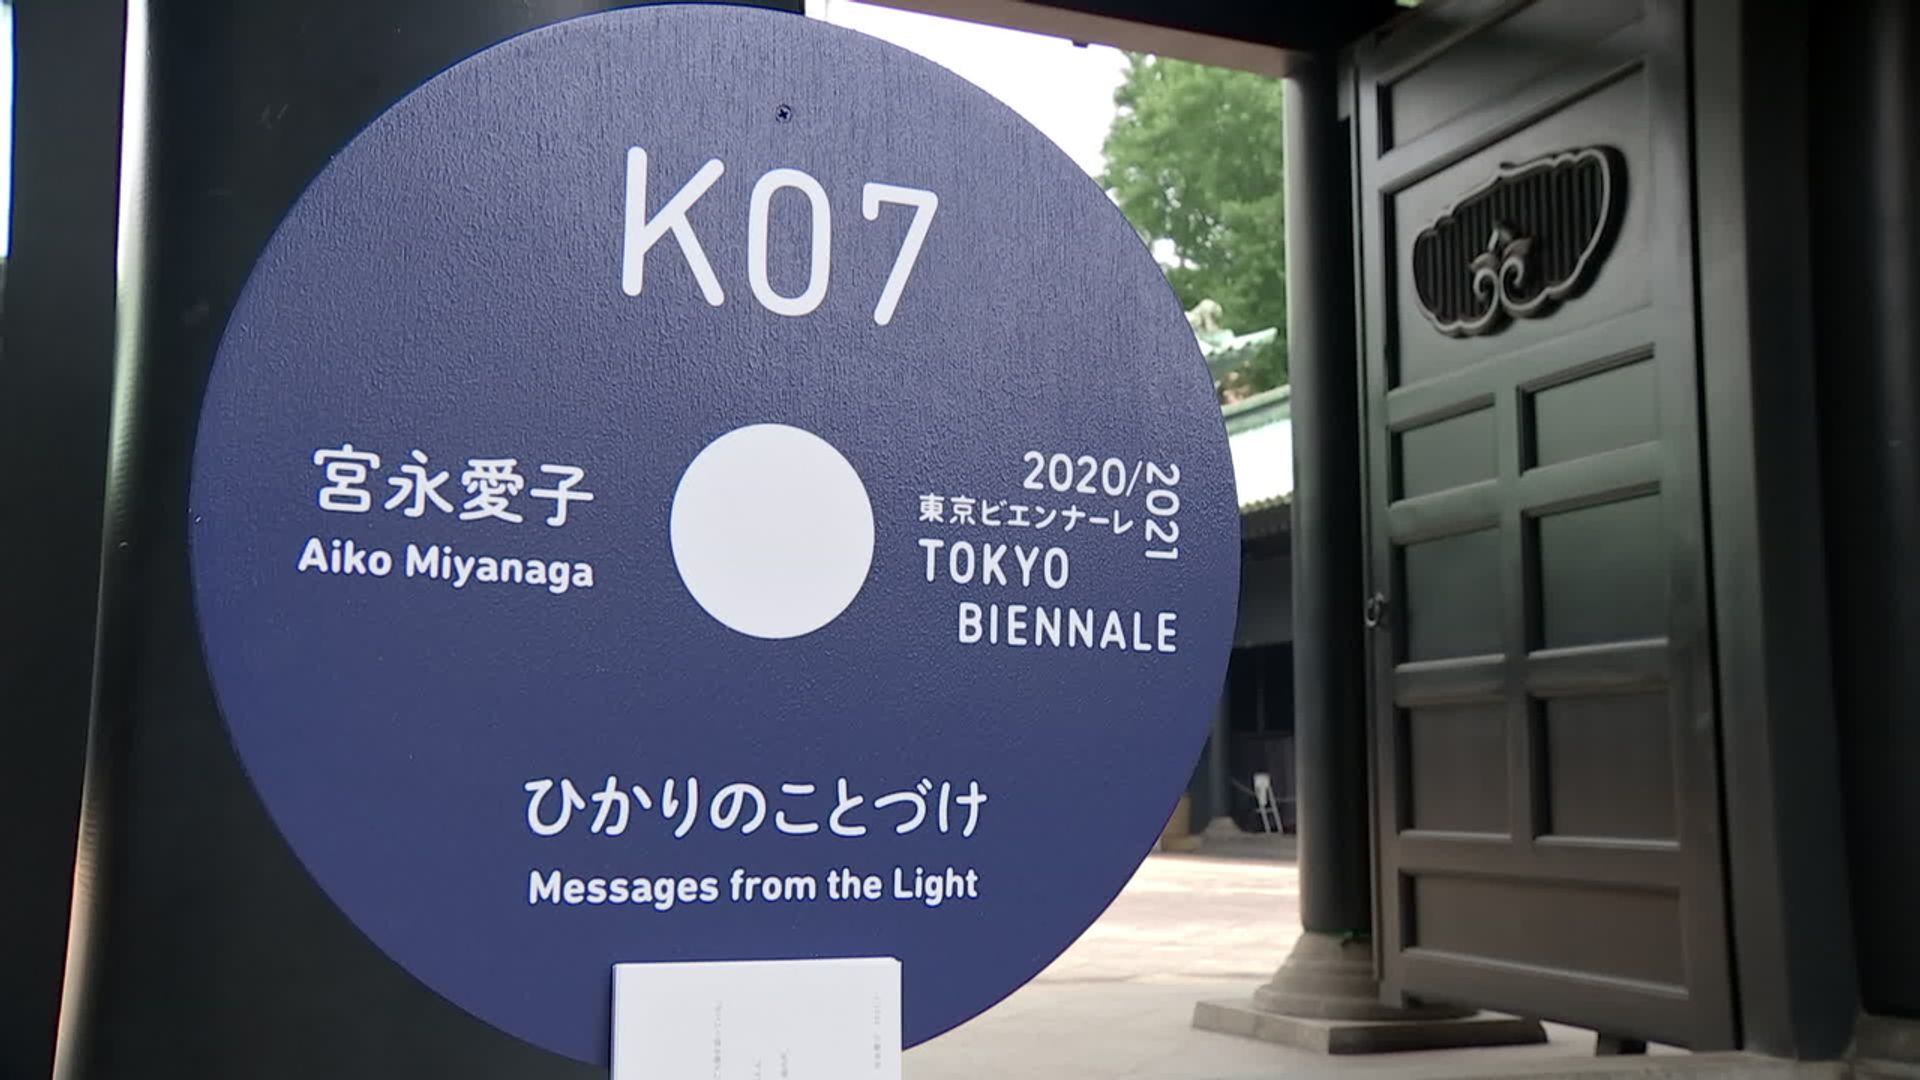 K07
宮永愛子
Aiko Miyanaga
2020/2021
東京ビエンナーレ
TOKYO
BIENNALE
ひかりのことづけ
Messages from the Light